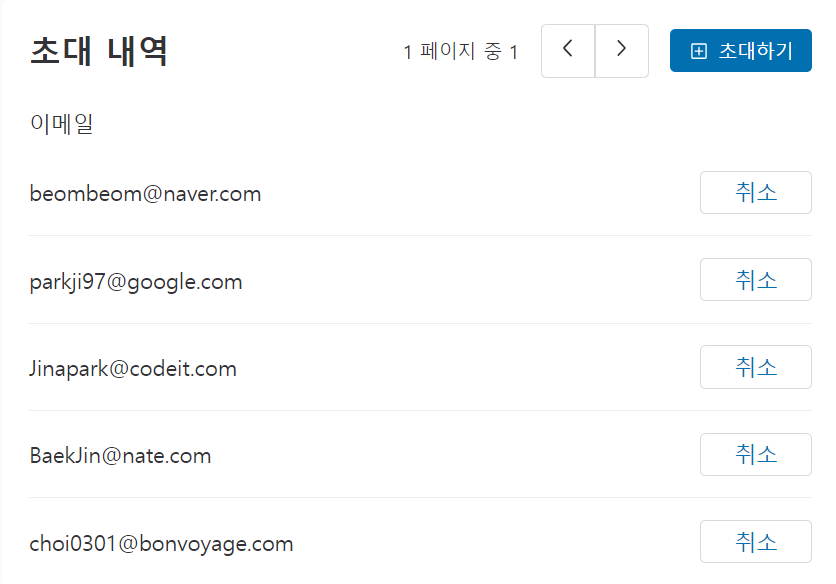 초대 내역
1 페이지 중 1
초대하기
이메일
beombeom@naver.com
취소
parkji97@google.com
취소
Jinapark@codeit.com
취소
BaekJin@nate.com
취소
choi0301@bonvoyage.com
취소